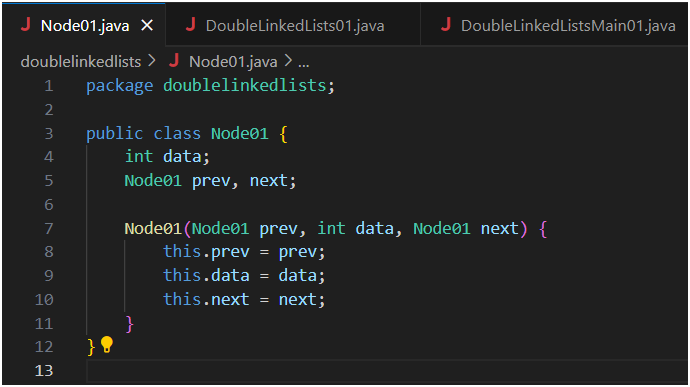 Node01.java DoubleLinkedLists01.java DoubleLinkedListsMain01.java
doublelinkedlists > Node01.java > ...
1 package doublelinkedlists;
2
3 public class Node01 {
4     int data;
5     Node01 prev, next;
6
7     Node01(Node01 prev, int data, Node01 next) {
8         this.prev = prev;
9         this.data = data;
10         this.next = next;
11     }
12 }
13